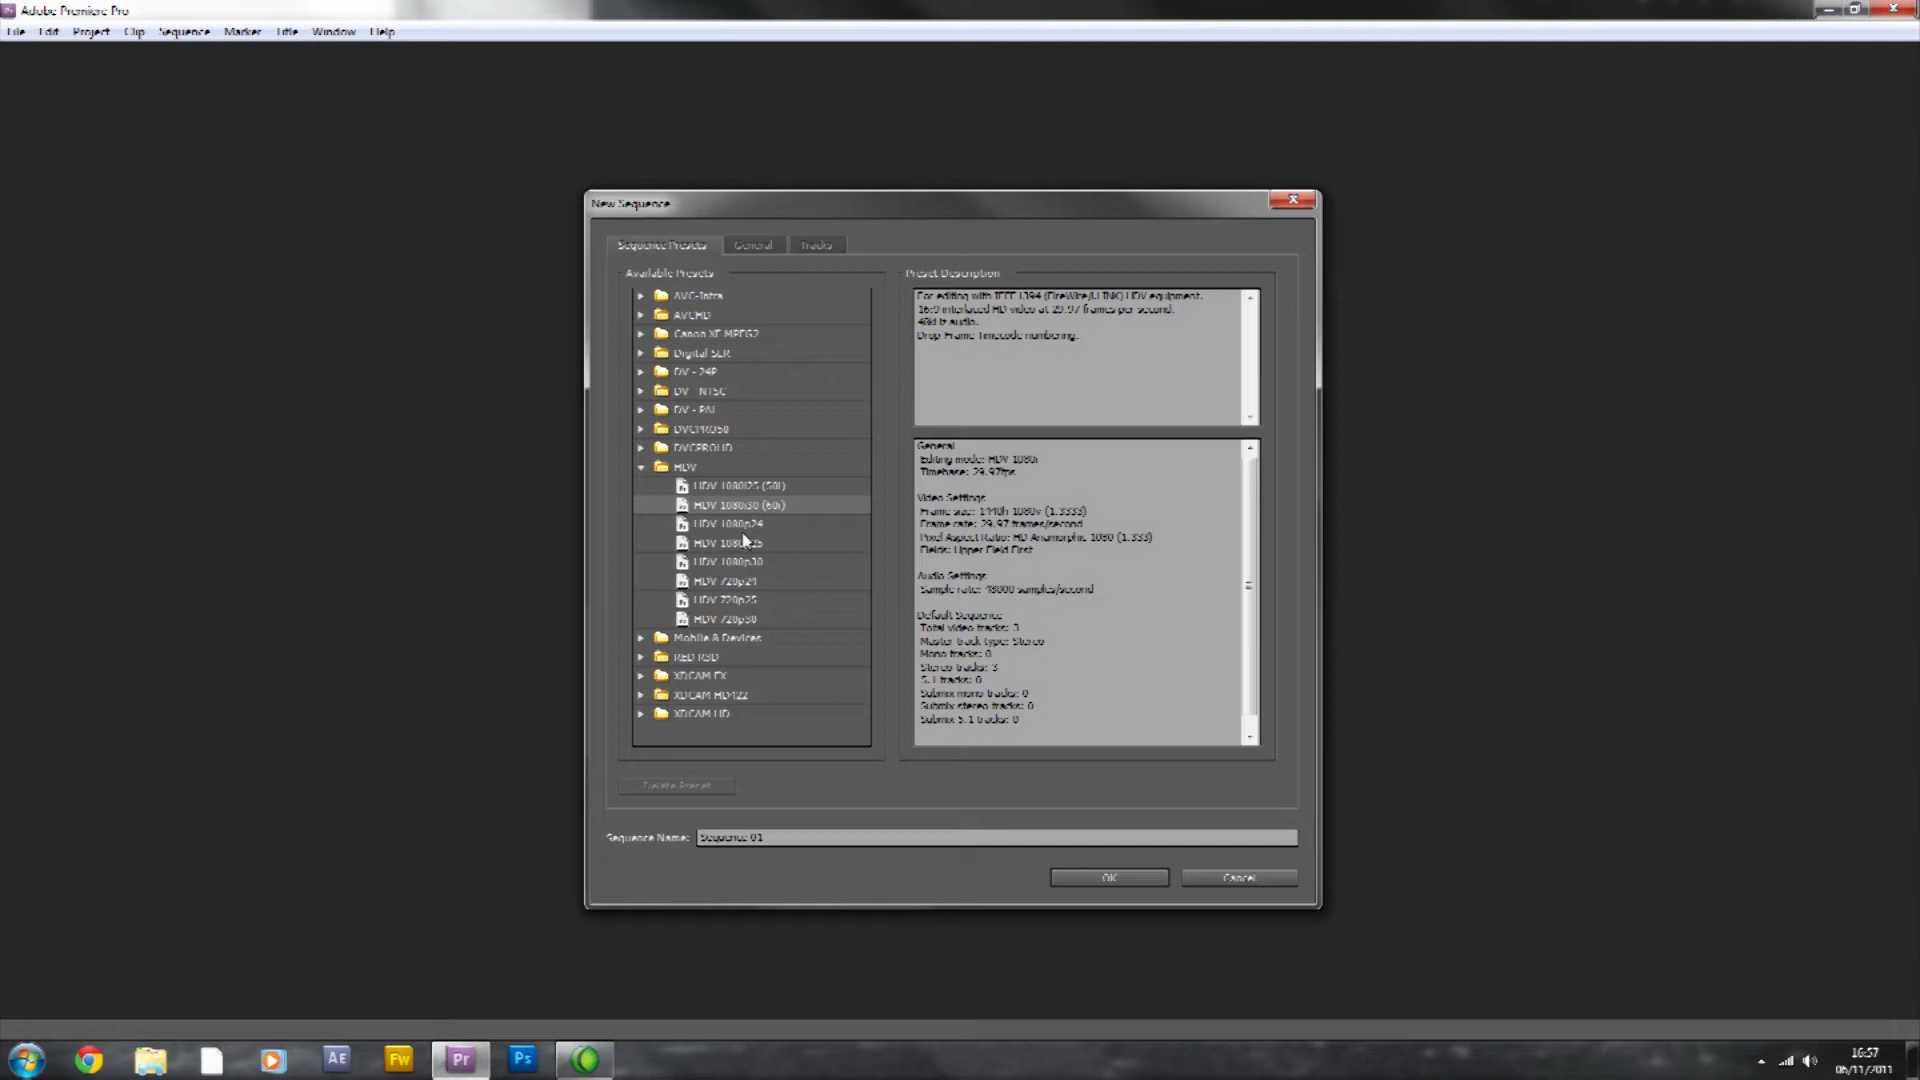 Adobe Premiere Pro
File Edit Project Clip Sequence Marker Title Window Help
New Sequence
Sequence Presets General Tracks
Available Presets
AVC-Intra
AVCHD
Canon XF MPEG2
Digital SLR
DV - 24P
DV - NTSC
DV - PAL
DVCPRO50
DVCPROHD
HDV
HDV 1080i25 (50i)
HDV 1080i30 (60i)
HDV 1080p24
HDV 1080p25
HDV 1080p30
HDV 720p24
HDV 720p25
HDV 720p30
Mobile & Devices
RED R3D
XDCAM EX
XDCAM HD422
XDCAM HD
Delete Preset
Preset Description
For editing with IEEE 1394 (FireWire/i.LINK) HDV equipment.
16:9 interlaced HD video at 29.97 frames per second.
48kHz audio.
Drop-Frame Timecode numbering.
General
Editing mode: HDV 1080i
Timebase: 29.97fps
Video Settings
Frame size: 1440h 1080v (1.3333)
Frame rate: 29.97 frames/second
Pixel Aspect Ratio: HD Anamorphic 1080 (1.333)
Fields: Upper Field First
Audio Settings
Sample rate: 48000 samples/second
Default Sequence
Total video tracks: 3
Master track type: Stereo
Mono tracks: 0
Stereo tracks: 3
5.1 tracks: 0
Submix mono tracks: 0
Submix stereo tracks: 0
Submix 5.1 tracks: 0
Sequence Name: Sequence 01
OK Cancel
AE Fw Pr Ps
16:57
06/11/2011